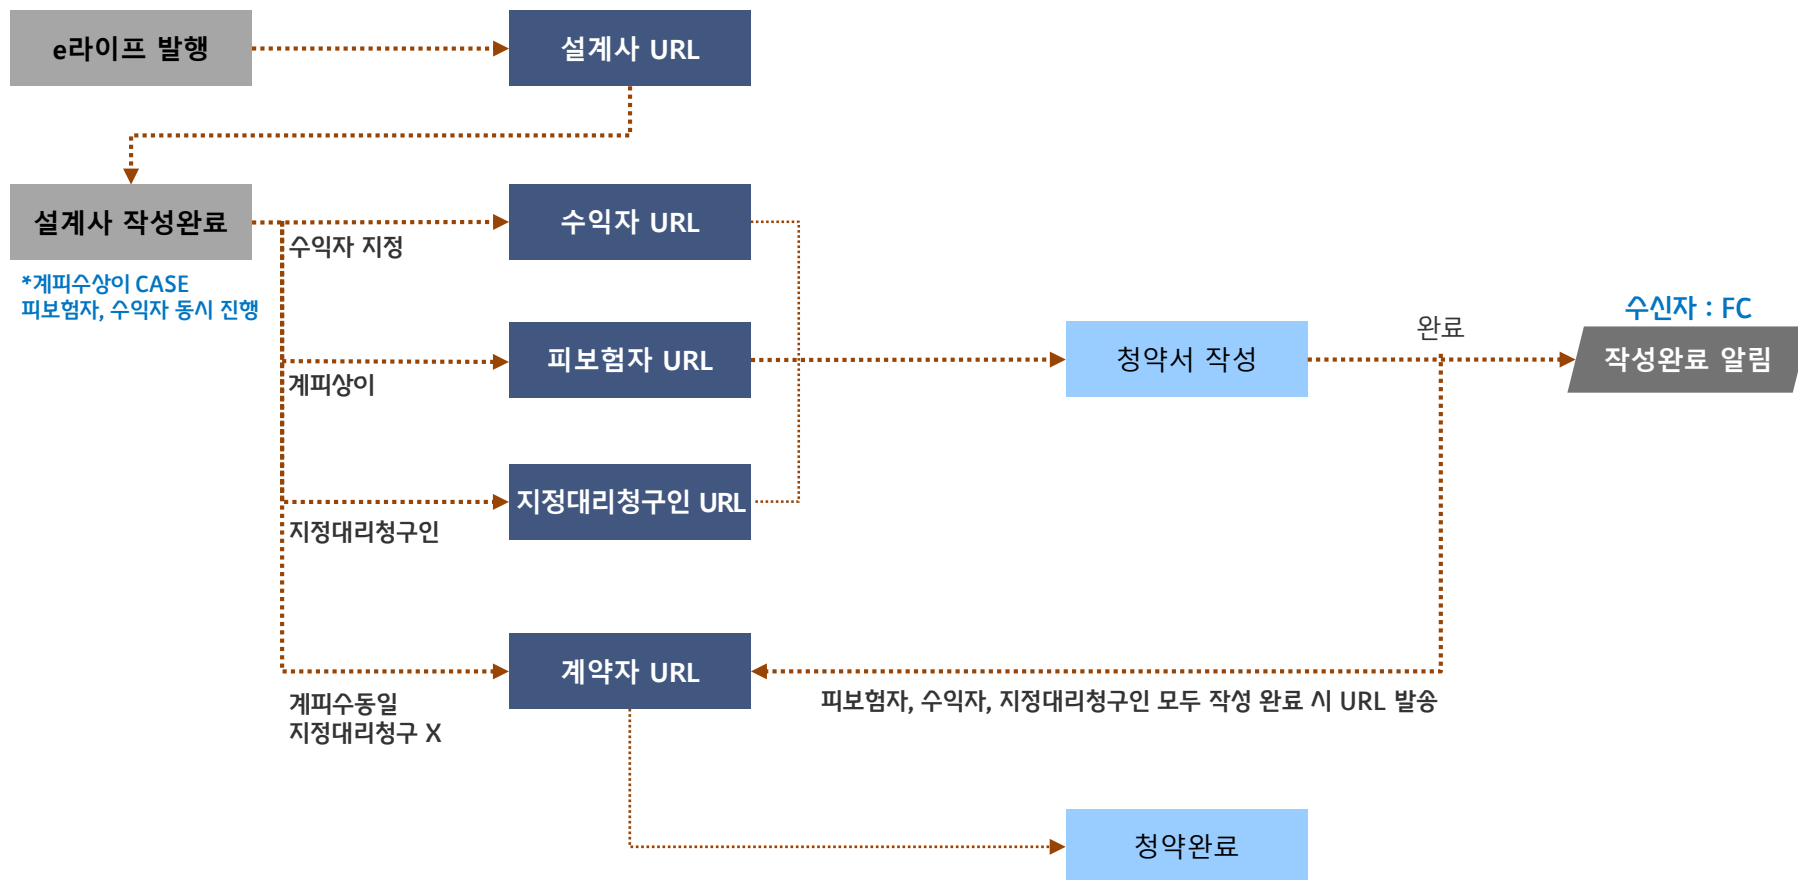 e라이프 발행
설계사 URL
설계사 작성완료
수익자 URL
수익자 지정
*계피수상이 CASE
피보험자, 수익자 동시 진행
수신자 : FC
완료
피보험자 URL
청약서 작성
작성완료 알림
계피상이
지정대리청구인 URL
지정대리청구인
계약자 URL
피보험자, 수익자, 지정대리청구인 모두 작성 완료 시 URL 발송
계피수동일
지정대리청구 X
청약완료